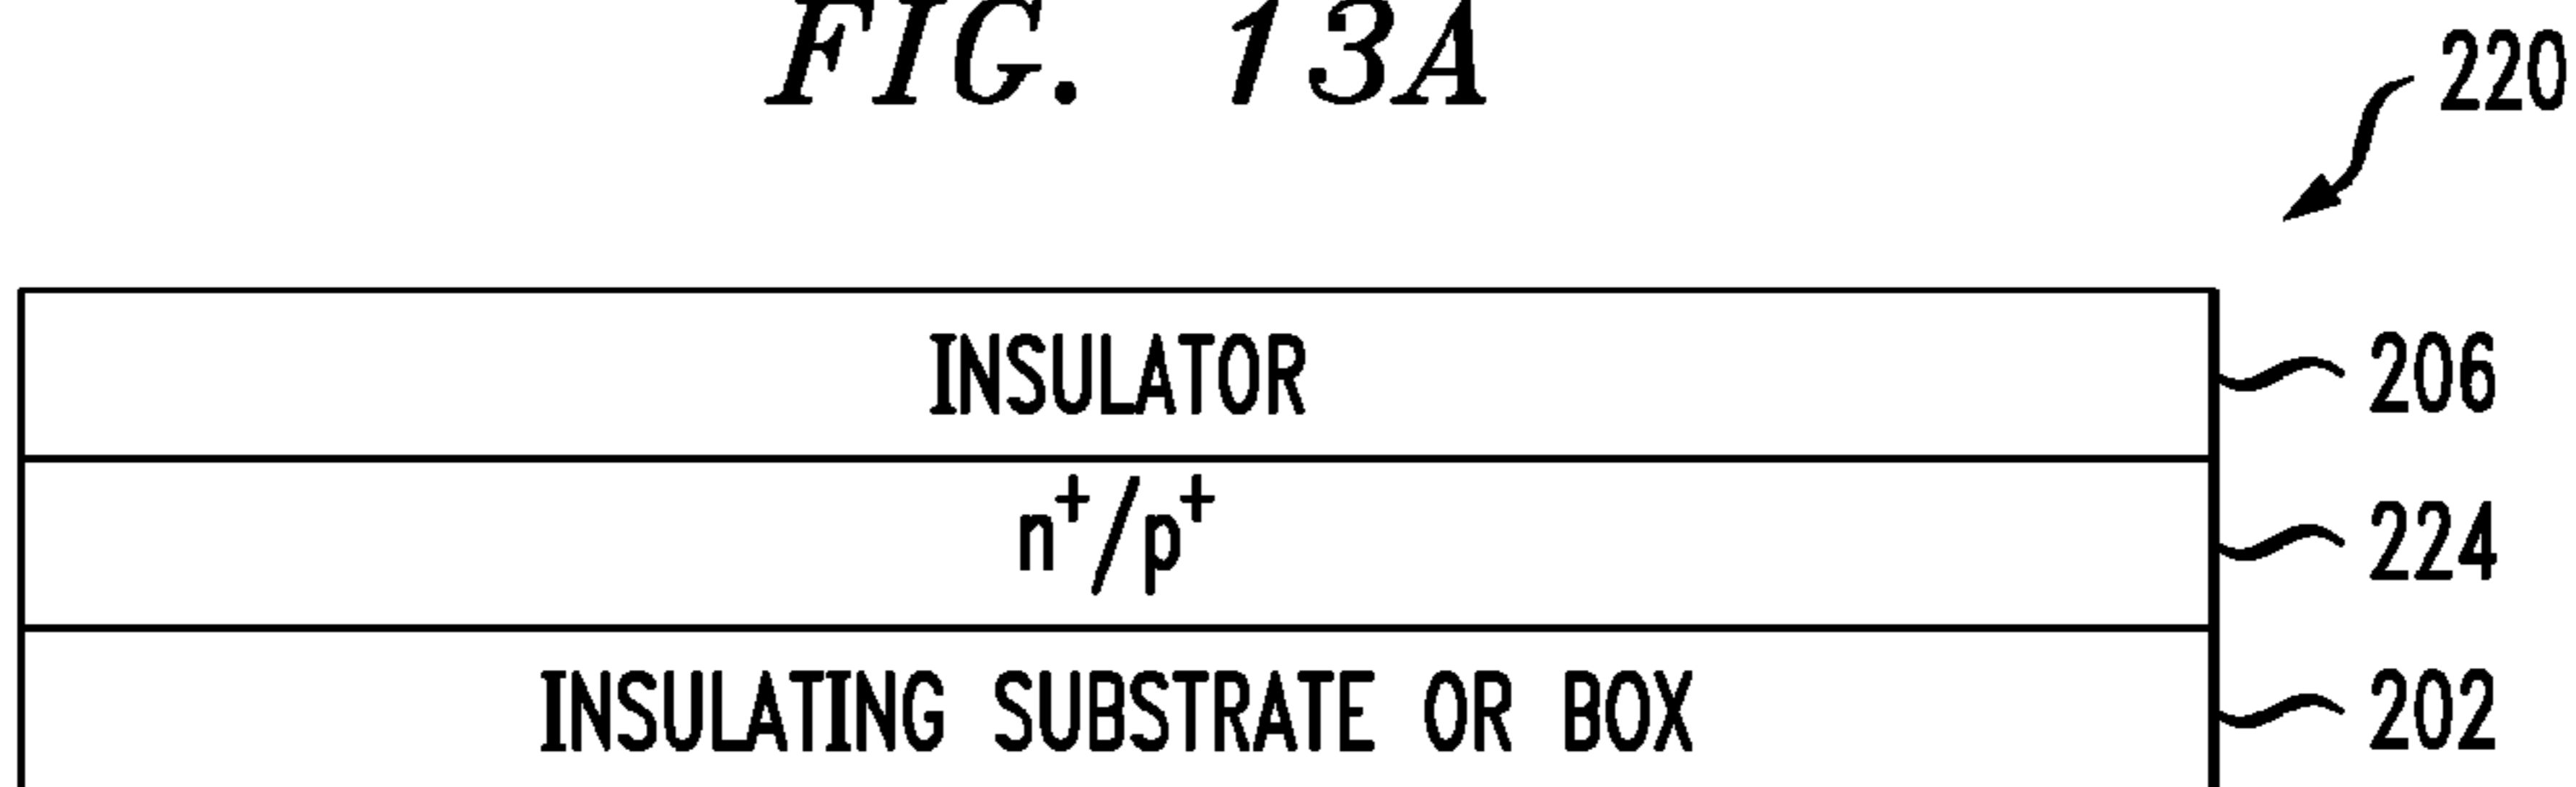 FIG. 13A
220
INSULATOR 206
n+/p+ 224
INSULATING SUBSTRATE OR BOX 202